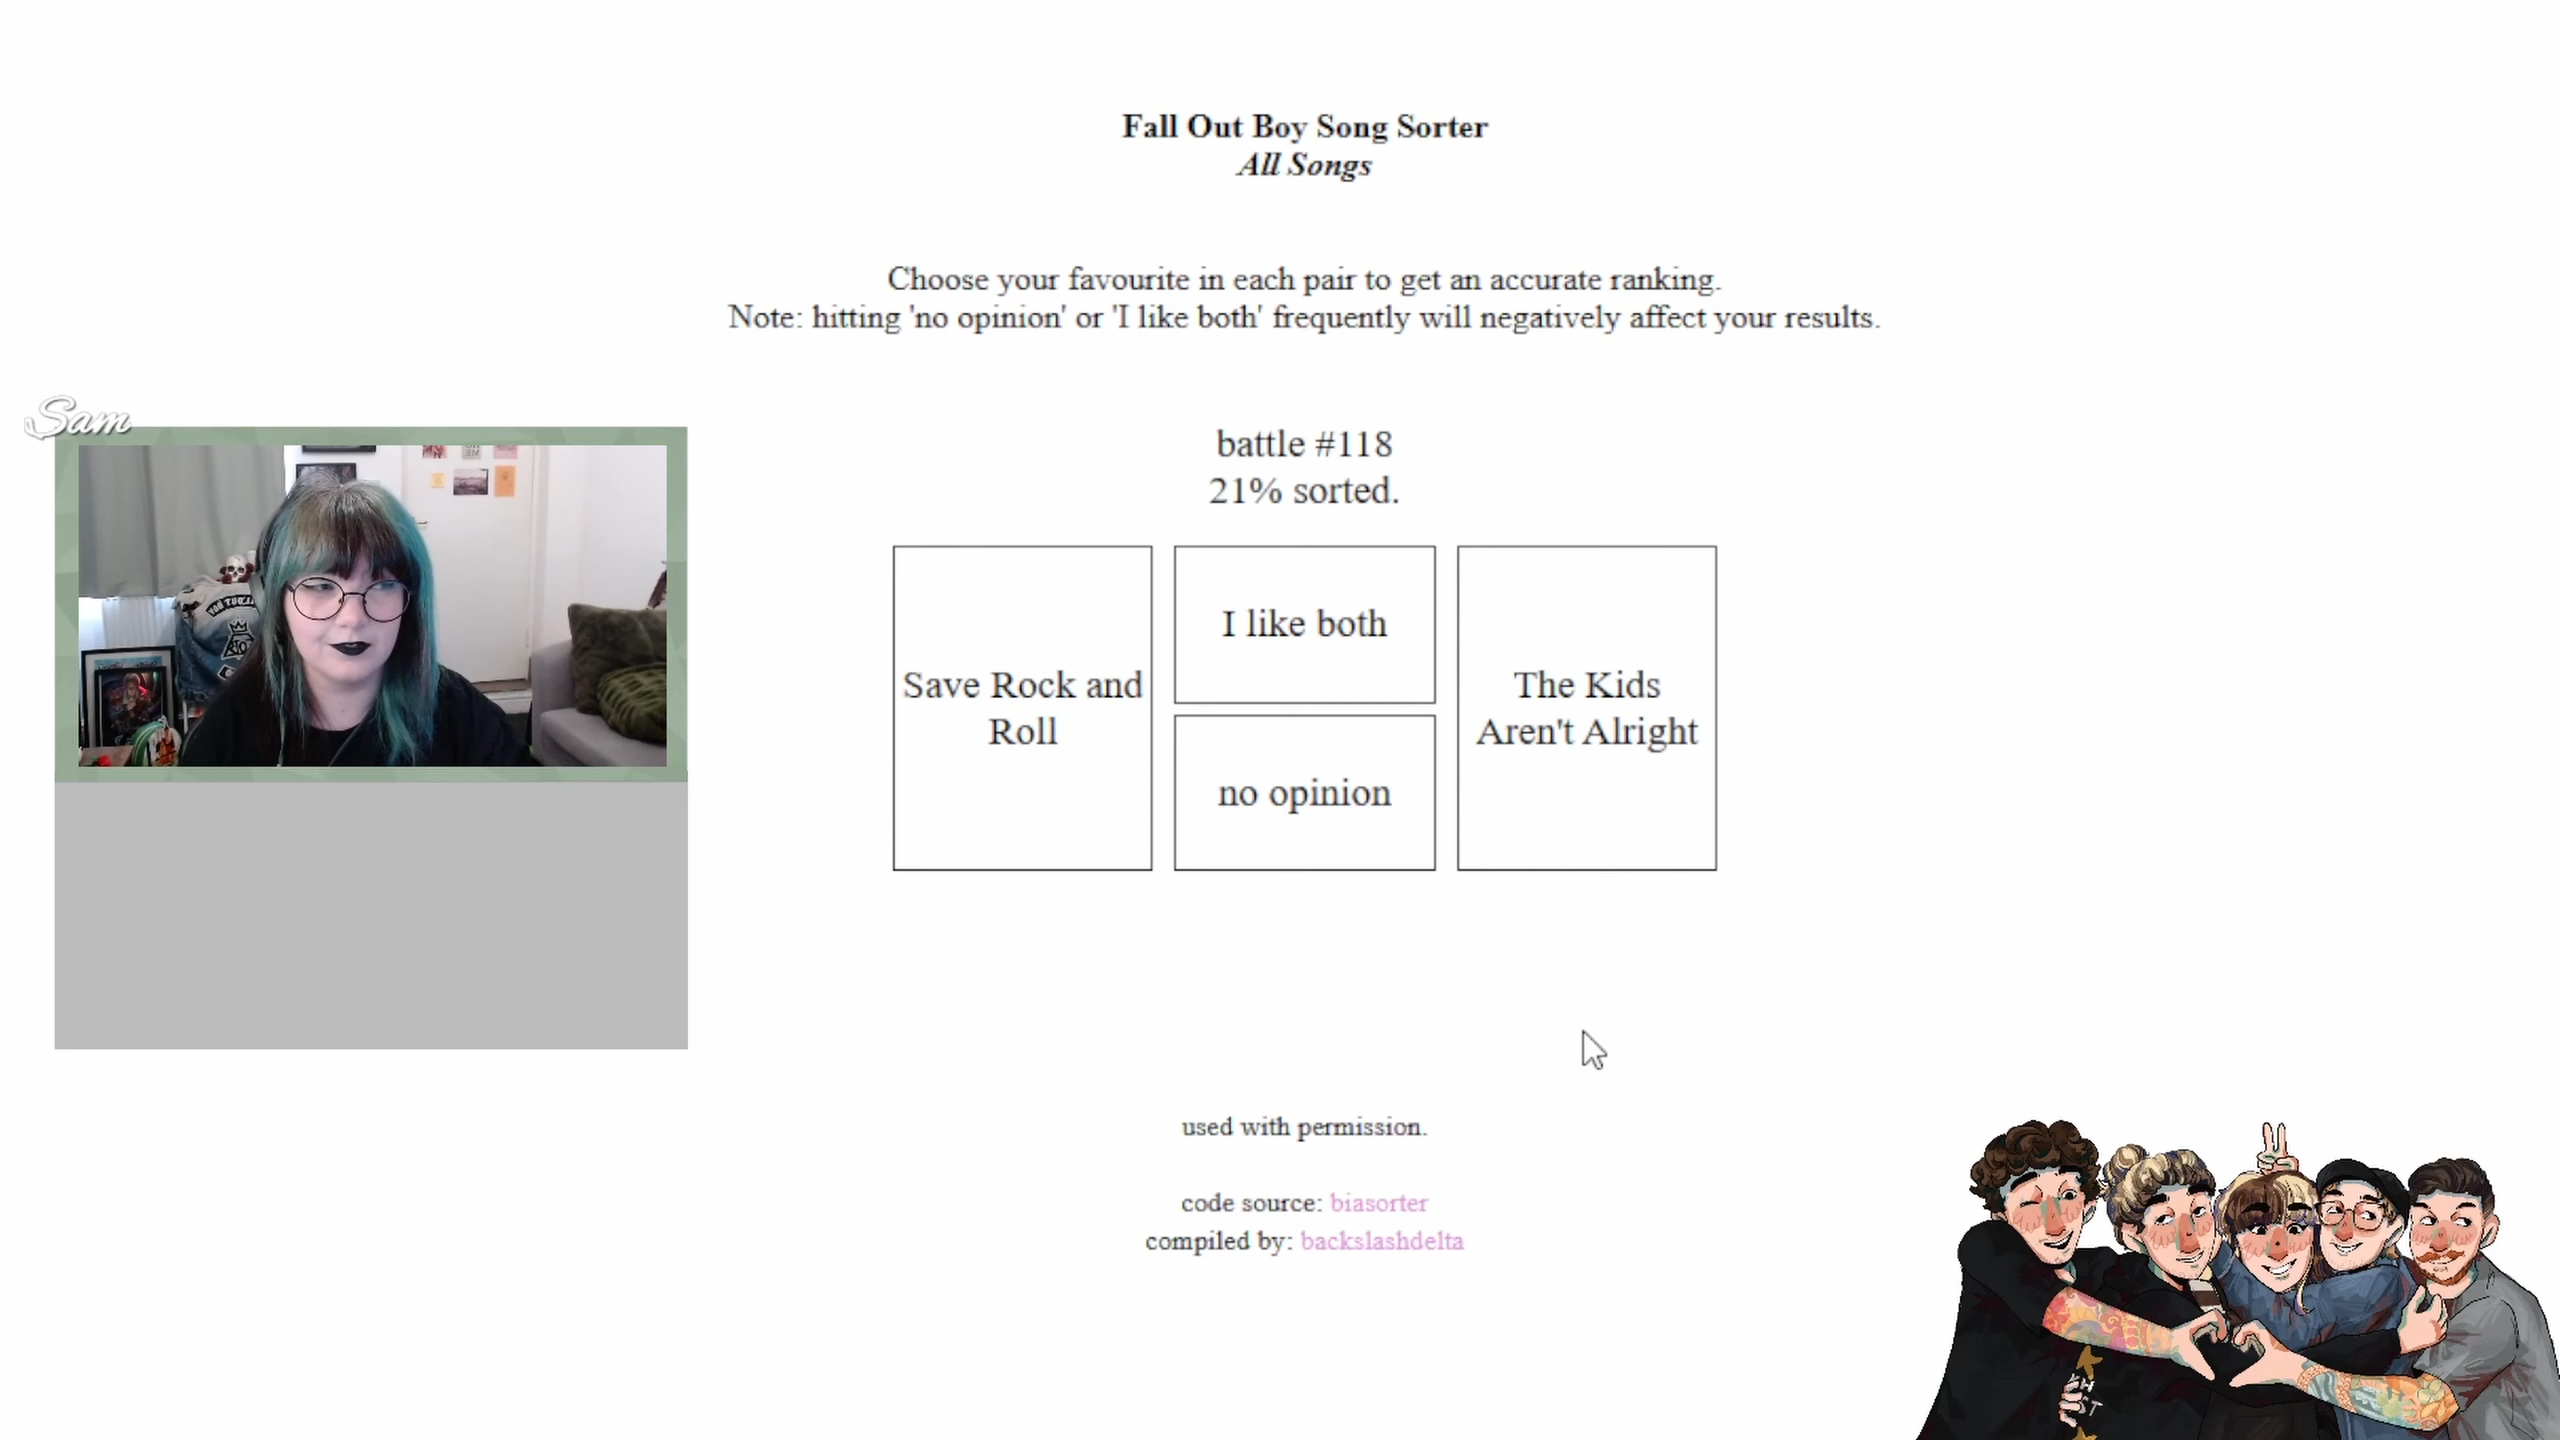 Fall Out Boy Song Sorter
All Songs
Choose your favourite in each pair to get an accurate ranking.
Note: hitting 'no opinion' or 'I like both' frequently will negatively affect your results.
Sam
battle #118
21% sorted.
Save Rock and
Roll
I like both
no opinion
The Kids
Aren't Alright
used with permission.
code source: biasorter
compiled by: backslashdelta